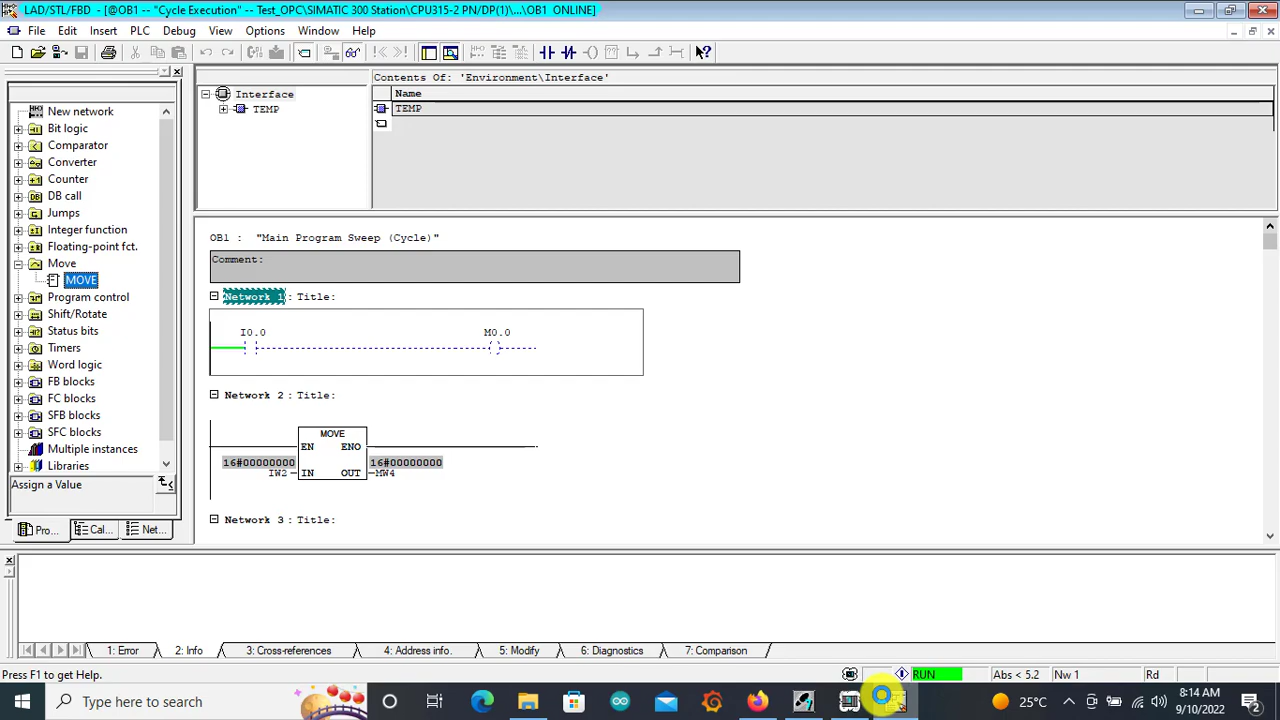 LAD/STL/FBD - [@OB1 -- "Cycle Execution" -- Test_OPC\SIMATIC 300 Station\CPU315-2 PN/DP(1)\...\OB1 ONLINE]
File Edit Insert PLC Debug View Options Window Help
Contents Of: 'Environment\Interface'
Interface
Name
TEMP
TEMP
New network
Bit logic
Comparator
Converter
Counter
DB call
Jumps
Integer function
Floating-point fct.
Move
MOVE
Program control
Shift/Rotate
Status bits
Timers
Word logic
FB blocks
FC blocks
SFB blocks
SFC blocks
Multiple instances
Libraries
Assign a Value
Pro... Cal... Net...
OB1 : "Main Program Sweep (Cycle)"
Comment:
Network 1: Title:
I0.0 M0.0
Network 2: Title:
MOVE
EN ENO
16#00000000 16#00000000
IW2 IN OUT MW4
Network 3: Title:
1: Error 2: Info 3: Cross-references 4: Address info. 5: Modify 6: Diagnostics 7: Comparison
Press F1 to get Help. RUN Abs < 5.2 Nw 1 Rd
Type here to search
25°C
8:14 AM
9/10/2022
2